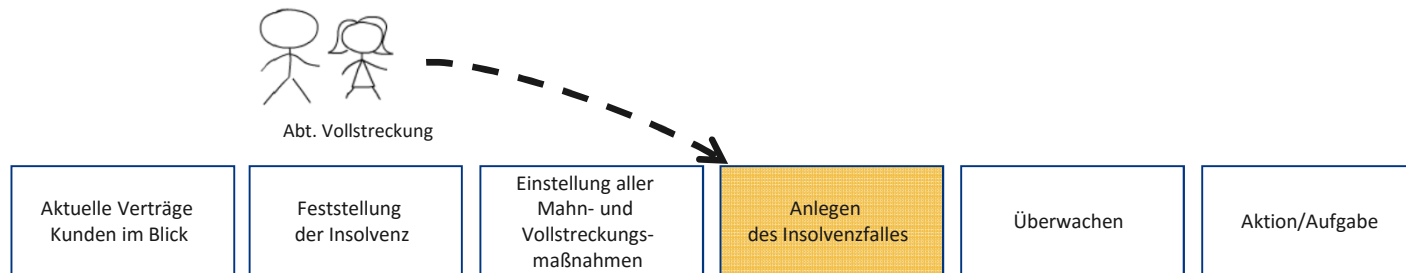 Abt. Vollstreckung
Aktuelle Verträge
Kunden im Blick
Feststellung
der Insolvenz
Einstellung aller
Mahn- und
Vollstreckungs-
maßnahmen
Anlegen
des Insolvenzfalles
Überwachen
Aktion/Aufgabe